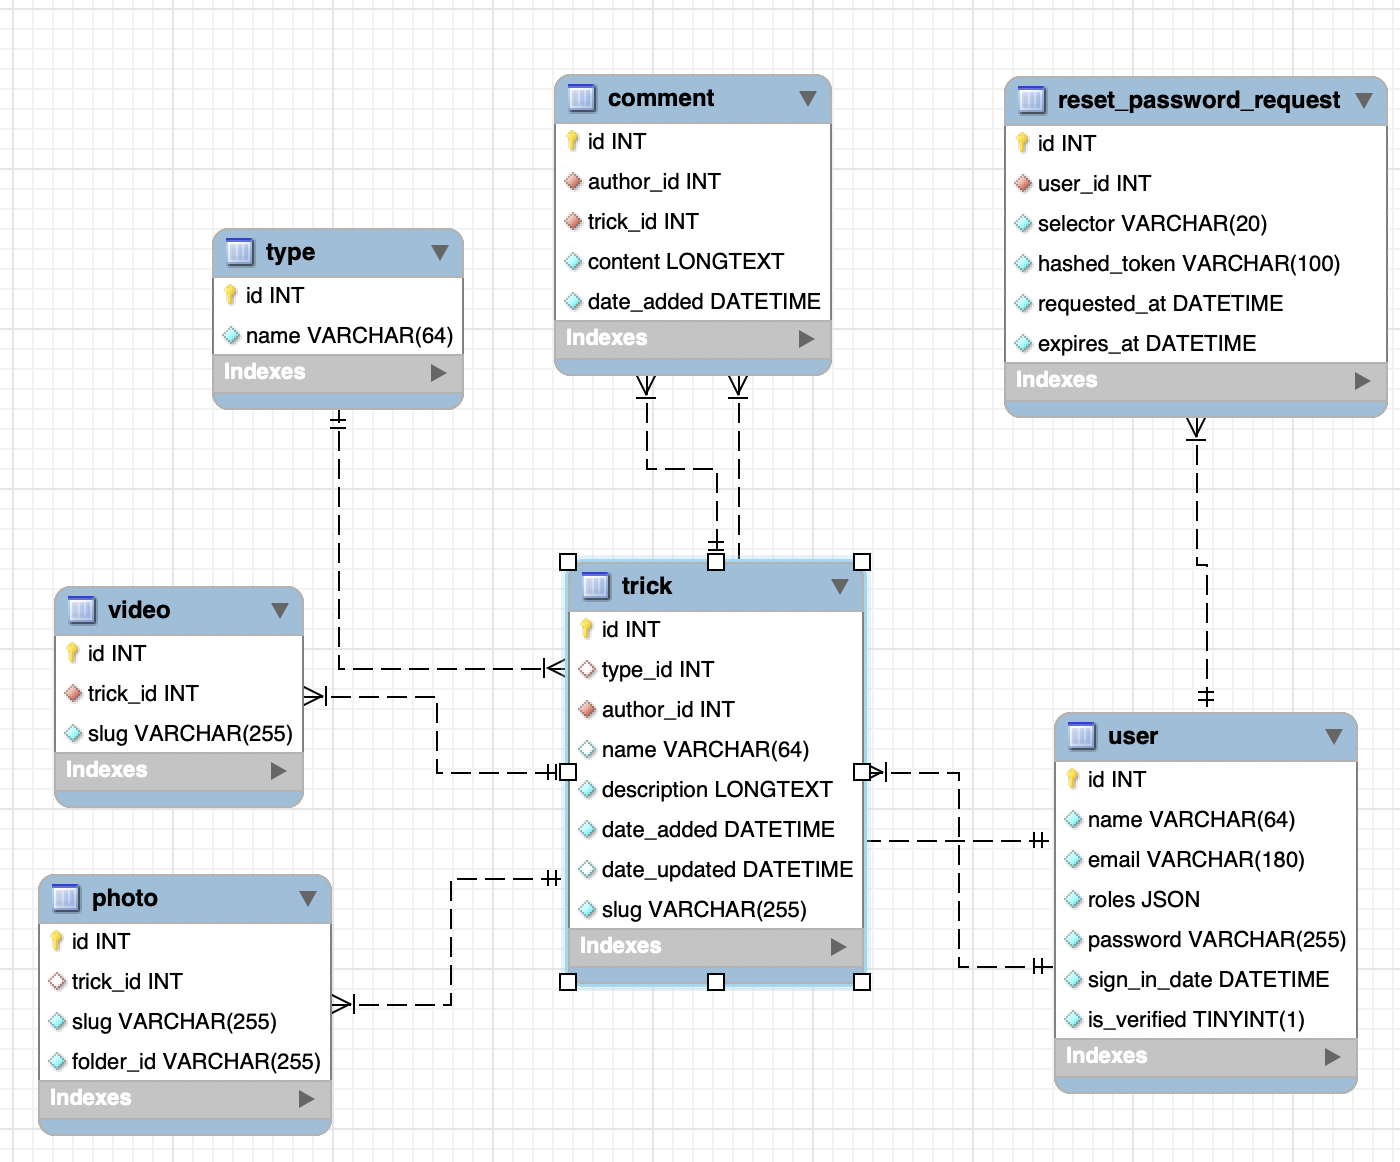 comment
id INT
author_id INT
trick_id INT
content LONGTEXT
date_added DATETIME
Indexes
reset_password_request
id INT
user_id INT
selector VARCHAR(20)
hashed_token VARCHAR(100)
requested_at DATETIME
expires_at DATETIME
Indexes
type
id INT
name VARCHAR(64)
Indexes
video
id INT
trick_id INT
slug VARCHAR(255)
Indexes
trick
id INT
type_id INT
author_id INT
name VARCHAR(64)
description LONGTEXT
date_added DATETIME
date_updated DATETIME
slug VARCHAR(255)
Indexes
user
id INT
name VARCHAR(64)
email VARCHAR(180)
roles JSON
password VARCHAR(255)
sign_in_date DATETIME
is_verified TINYINT(1)
Indexes
photo
id INT
trick_id INT
slug VARCHAR(255)
folder_id VARCHAR(255)
Indexes